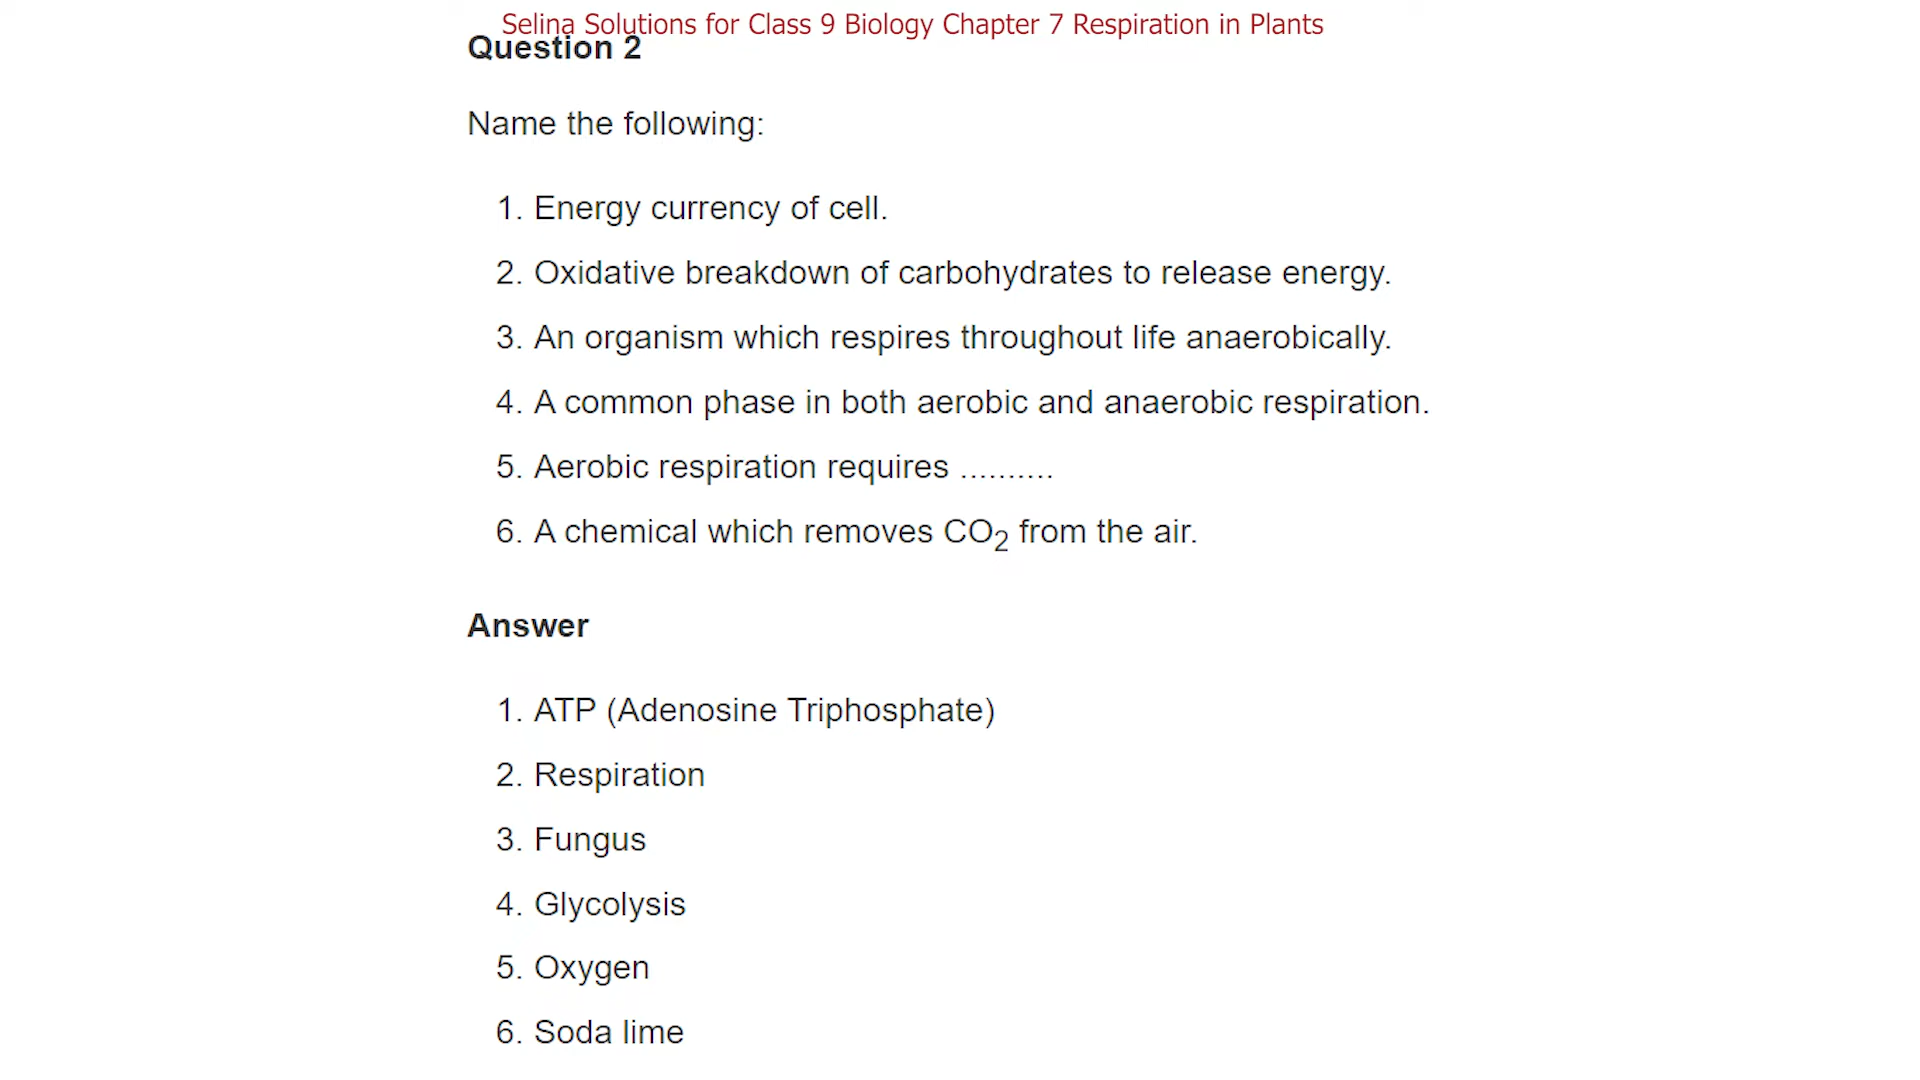 Selina Solutions for Class 9 Biology Chapter 7 Respiration in Plants
Question 2
Name the following:
1. Energy currency of cell.
2. Oxidative breakdown of carbohydrates to release energy.
3. An organism which respires throughout life anaerobically.
4. A common phase in both aerobic and anaerobic respiration.
5. Aerobic respiration requires ..........
6. A chemical which removes CO₂ from the air.
Answer
1. ATP (Adenosine Triphosphate)
2. Respiration
3. Fungus
4. Glycolysis
5. Oxygen
6. Soda lime